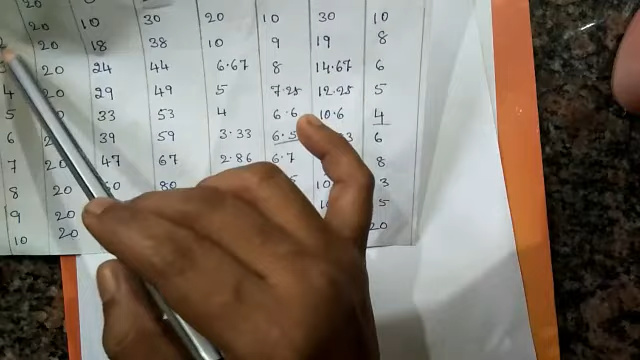 20
20 10 30 20 10 30 10
20 18 38 10 9 19 8
20 24 44 6.67 8 14.67 6
4 20 29 49 5 7.25 12.25 5
5 33 53 4 6.6 10.6 4
6 39 59 3.33 6.5 6
7 20 47 67 2.86 6.7 8
8 20 80 3
9 20 5
10 20 20